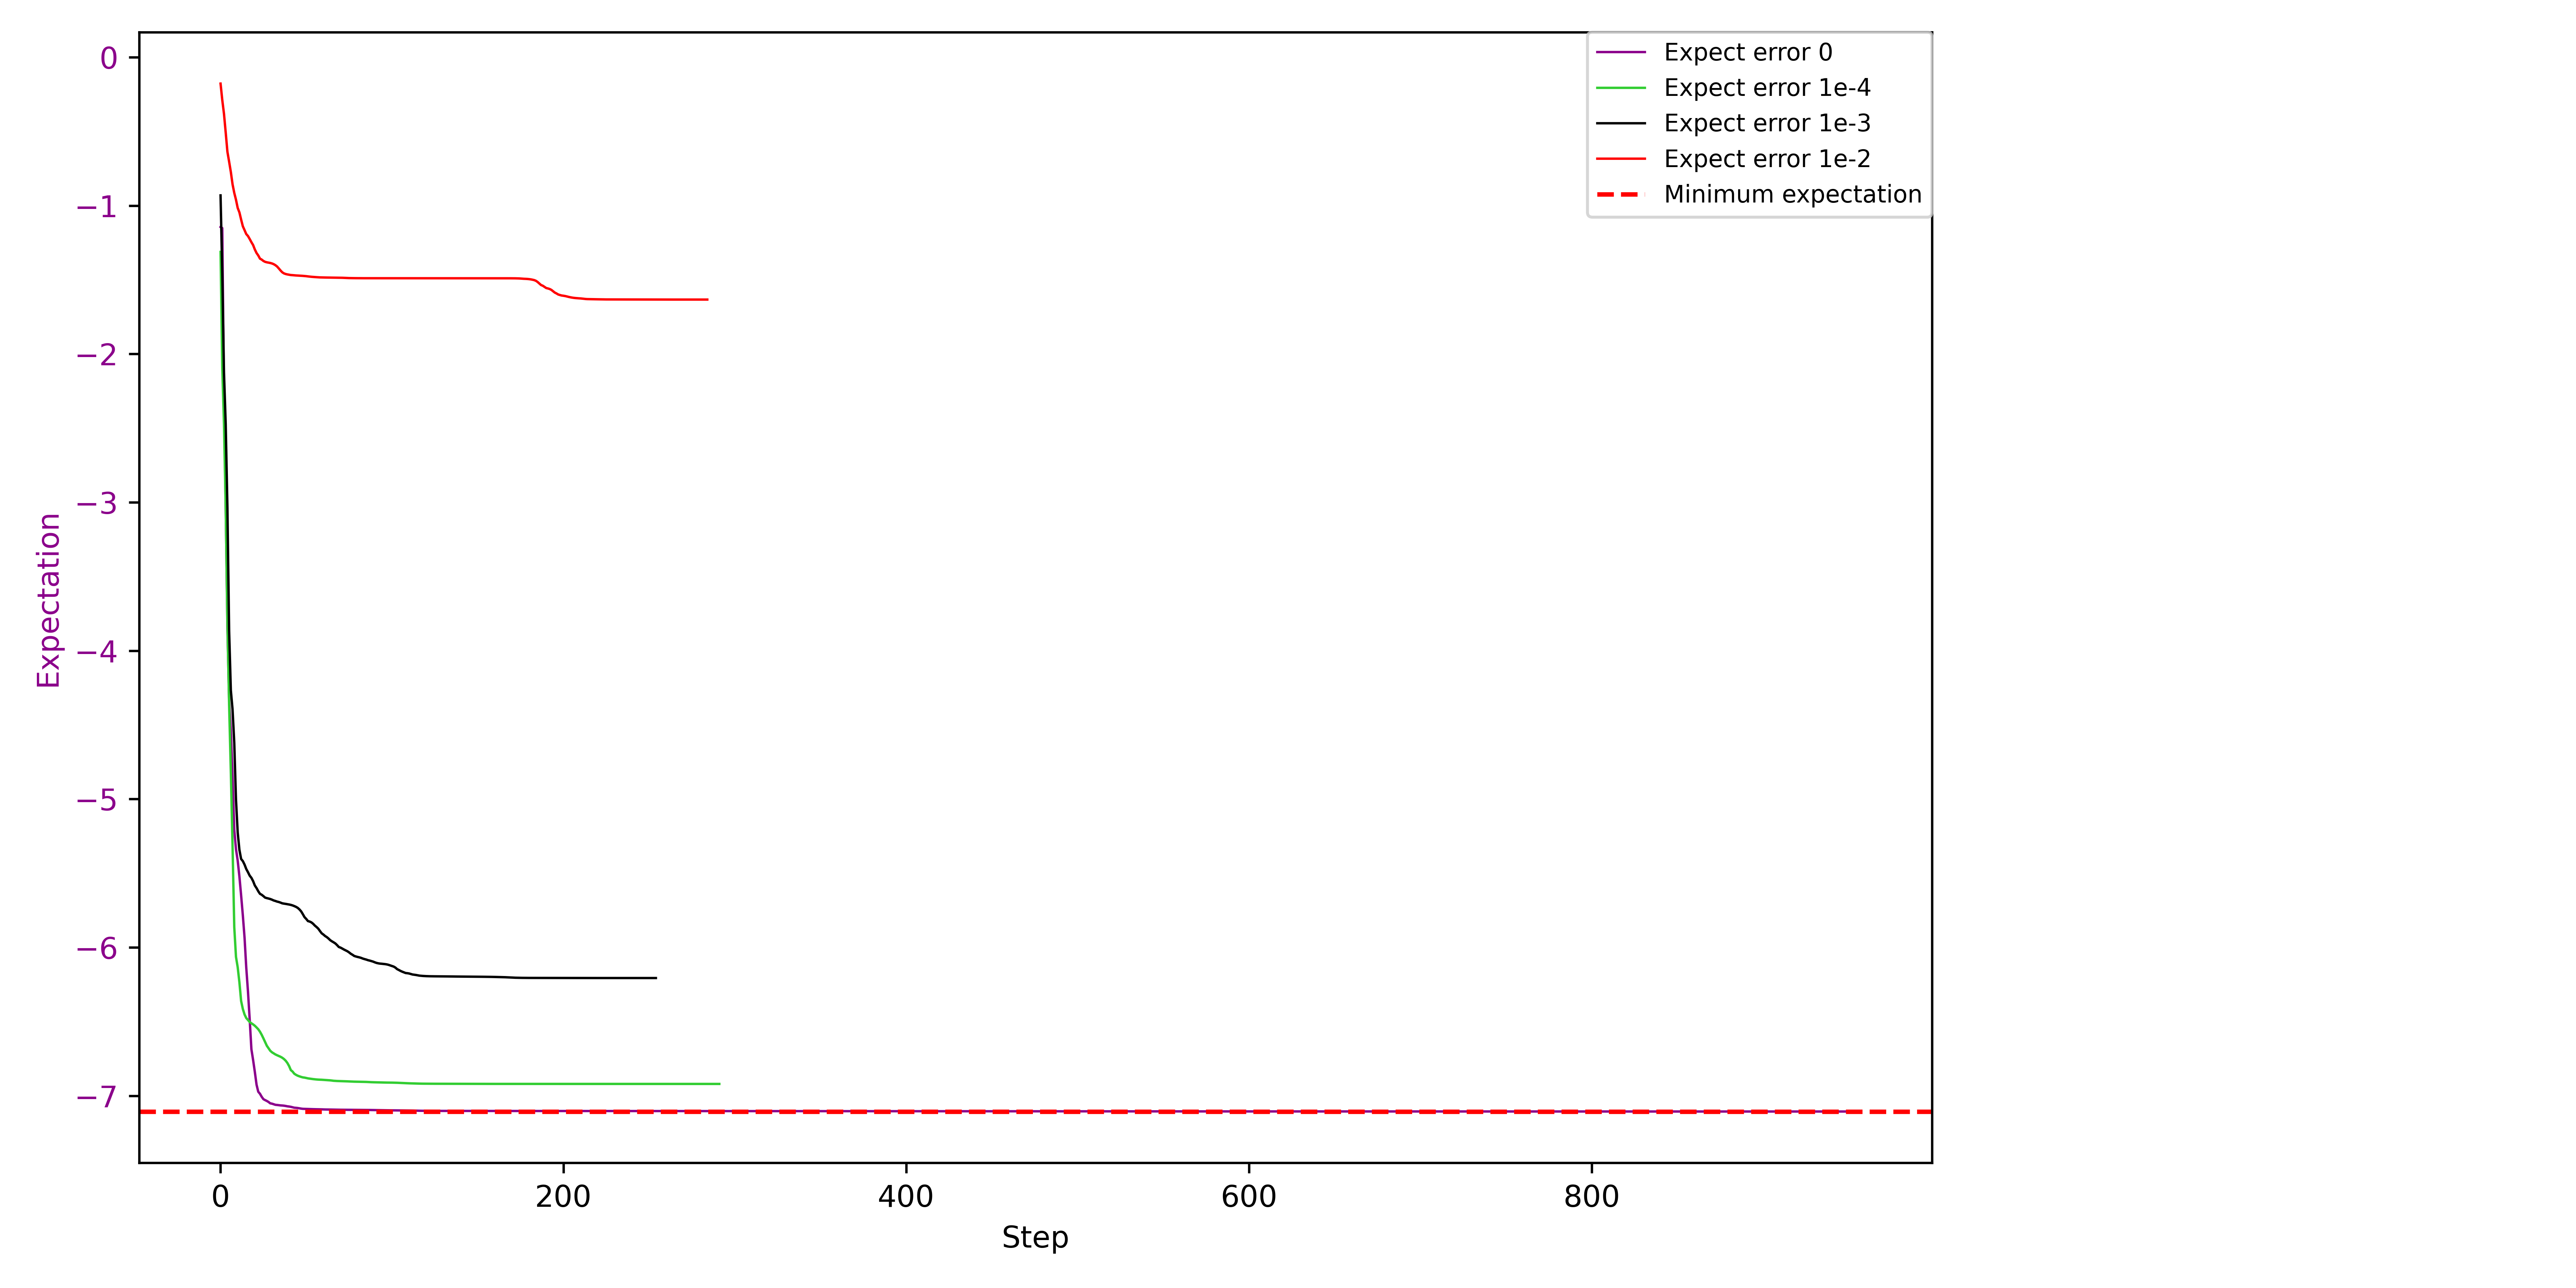 0
−1
−2
−3
−4
−5
−6
−7
Expectation
Expect error 0
Expect error 1e-4
Expect error 1e-3
Expect error 1e-2
Minimum expectation
0 200 400 600 800
Step